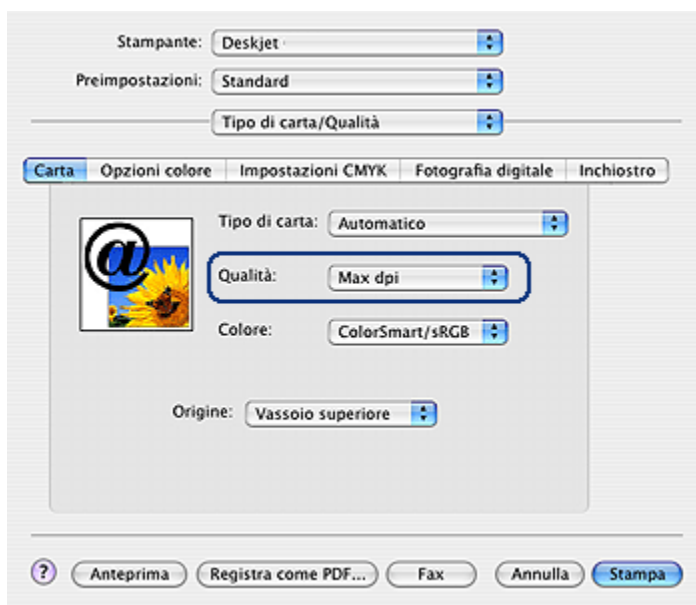 Stampante: Deskjet
Preimpostazioni: Standard
Tipo di carta/Qualità
Carta Opzioni colore Impostazioni CMYK Fotografia digitale Inchiostro
Tipo di carta: Automatico
@
Qualità: Max dpi
Colore: ColorSmart/sRGB
Origine: Vassoio superiore
? Anteprima Registra come PDF... Fax Annulla Stampa